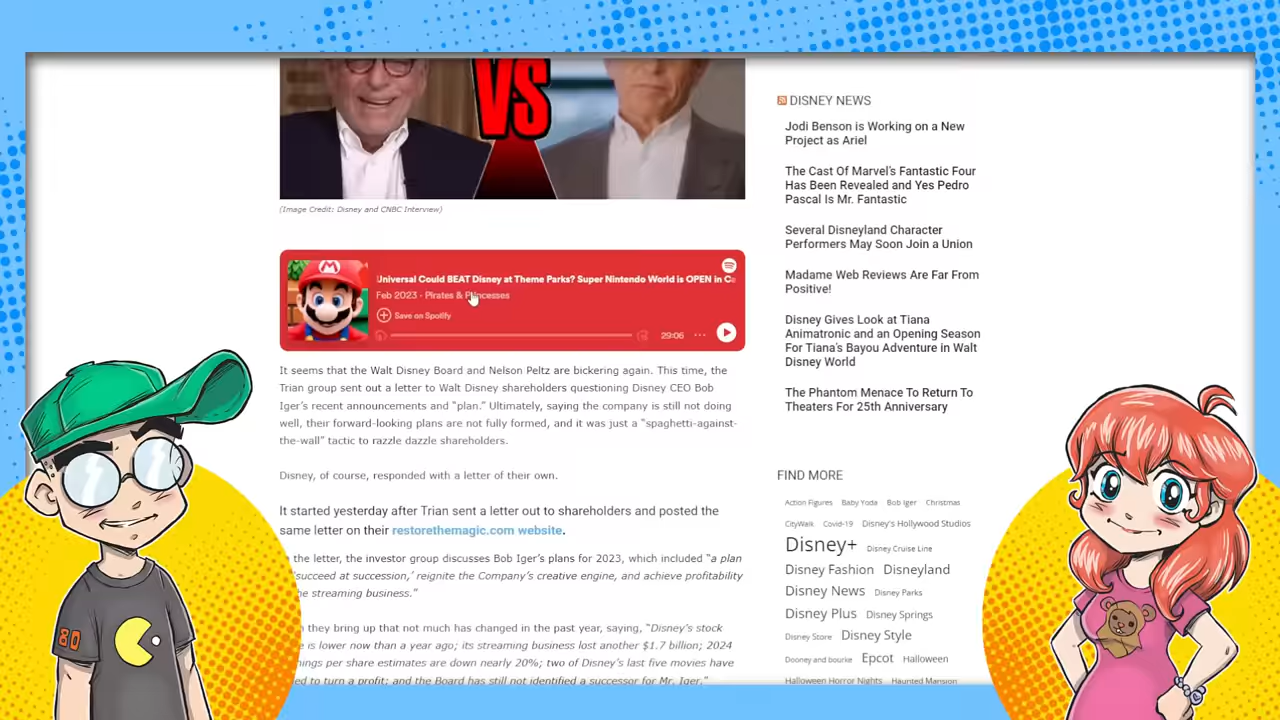 VS
(Image Credit: Disney and CNBC Interview)
Universal Could BEAT Disney at Theme Parks? Super Nintendo World is OPEN in
Feb 2023 · Pirates & Princesses
Save on Spotify
29:06
It seems that the Walt Disney Board and Nelson Peltz are bickering again. This time, the
Trian group sent out a letter to Walt Disney shareholders questioning Disney CEO Bob
Iger's recent announcements and “plan.” Ultimately, saying the company is still not doing
well, their forward-looking plans are not fully formed, and it was just a “spaghetti-against-
the-wall” tactic to razzle dazzle shareholders.
Disney, of course, responded with a letter of their own.
It started yesterday after Trian sent a letter out to shareholders and posted the
same letter on their restorethemagic.com website.
the letter, the investor group discusses Bob Iger's plans for 2023, which included “a plan
succeed at succession,’ reignite the Company's creative engine, and achieve profitability
streaming business.”
they bring up that not much has changed in the past year, saying, “Disney's stock
is lower now than a year ago; its streaming business lost another $1.7 billion; 2024
per share estimates are down nearly 20%; two of Disney's last five movies have
to turn a profit; and the Board has still not identified a successor for Mr. Iger.”
DISNEY NEWS
Jodi Benson is Working on a New
Project as Ariel
The Cast Of Marvel's Fantastic Four
Has Been Revealed and Yes Pedro
Pascal Is Mr. Fantastic
Several Disneyland Character
Performers May Soon Join a Union
Madame Web Reviews Are Far From
Positive!
Disney Gives Look at Tiana
Animatronic and an Opening Season
For Tiana's Bayou Adventure in Walt
Disney World
The Phantom Menace To Return To
Theaters For 25th Anniversary
FIND MORE
Action Figures Baby Yoda Bob Iger Christmas
CityWalk Covid-19 Disney's Hollywood Studios
Disney+ Disney Cruise Line
Disney Fashion Disneyland
Disney News Disney Parks
Disney Plus Disney Springs
Disney Store Disney Style
Dooney and bourke Epcot Halloween
Halloween Horror Nights Haunted Mansion
80